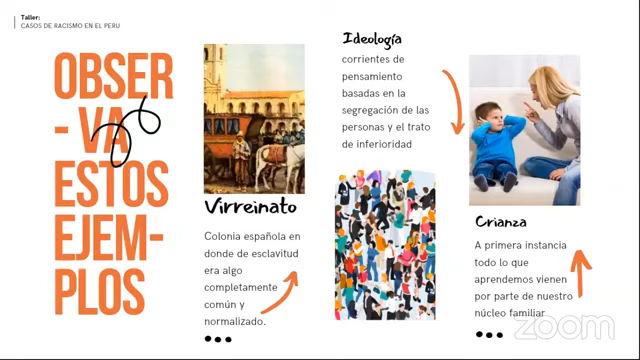 Taller:
CASOS DE RACISMO EN EL PERU
OBSER
- VA
ESTOS
EJEM-
PLOS
Virreinato
Colonia española en
donde de esclavitud
era algo
completamente
común y
normalizado.
Ideología
corrientes de
pensamiento
basadas en la
segregación de las
personas y el trato
de inferioridad
Crianza
A primera instancia
todo lo que
aprendemos vienen
por parte de nuestro
núcleo familiar
zoom